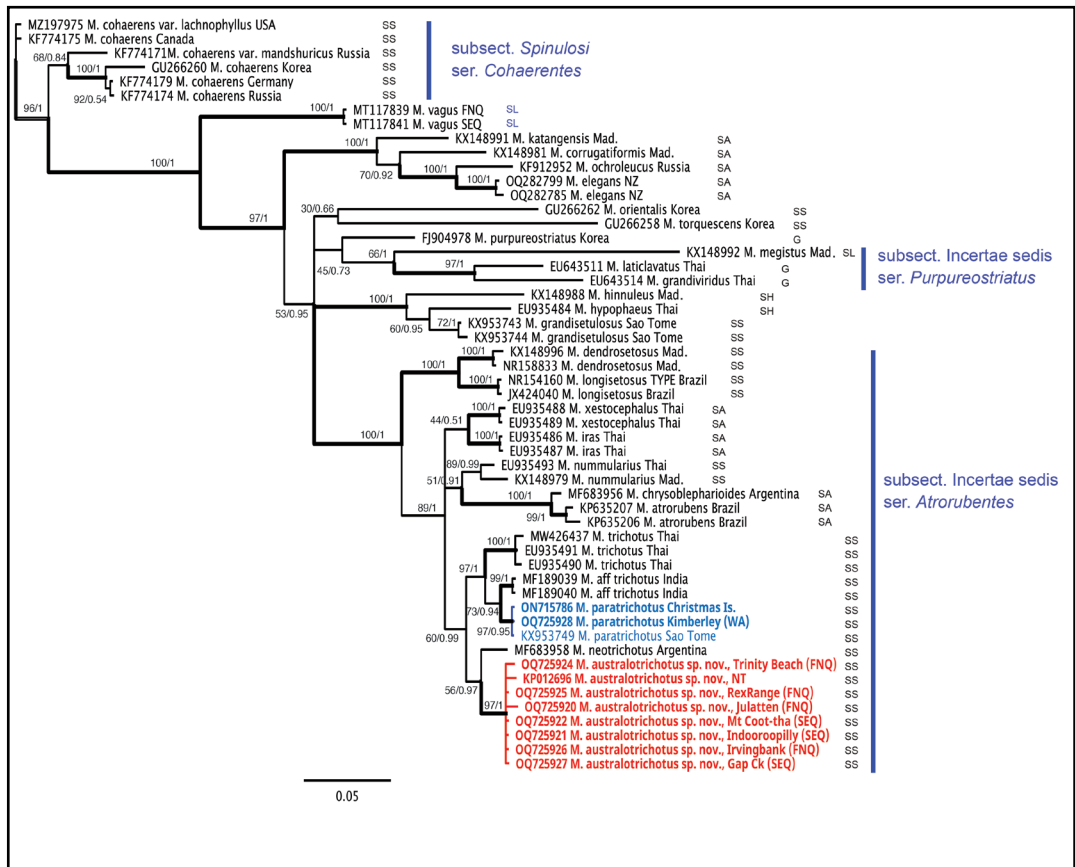 MZ197975 M. cohaerens var. lachnophyllus USA SS
KF774175 M. cohaerens Canada SS
68/0.84 KF774171M. cohaerens var. mandshuricus Russia SS
100/1 GU266260 M. cohaerens Korea SS
KF774179 M. cohaerens Germany SS
92/0.54 KF774174 M. cohaerens Russia SS
subsect. Spinulosi
ser. Cohaerentes
96/1
100/1 MT117839 M. vagus FNQ SL
MT117841 M. vagus SEQ SL
100/1
100/1 KX148991 M. katangensis Mad. SA
KX148981 M. corrugatiformis Mad. SA
70/0.92 KF912952 M. ochroleucus Russia SA
100/1 OQ282799 M. elegans NZ SA
OQ282785 M. elegans NZ SA
97/1
30/0.66 GU266262 M. orientalis Korea SS
GU266258 M. torquescens Korea SS
FJ904978 M. purpureostriatus Korea G
45/0.73 66/1 KX148992 M. megistus Mad. SL
97/1 EU643511 M. laticlavatus Thai G
EU643514 M. grandiviridus Thai G
subsect. Incertae sedis
ser. Purpureostriatus
53/0.95
100/1 KX148988 M. hinnuleus Mad. SH
EU935484 M. hypophaeus Thai SH
60/0.95 72/1 KX953743 M. grandisetulosus Sao Tome SS
KX953744 M. grandisetulosus Sao Tome SS
100/1 KX148996 M. dendrosetosus Mad. SS
100/1 NR158833 M. dendrosetosus Mad. SS
100/1 NR154160 M. longisetosus TYPE Brazil SS
JX424040 M. longisetosus Brazil SS
100/1
44/0.51 100/1 EU935488 M. xestocephalus Thai SA
EU935489 M. xestocephalus Thai SA
100/1 EU935486 M. iras Thai SA
EU935487 M. iras Thai SA
89/0.99 EU935493 M. nummularius Thai SS
51/0.91 KX148979 M. nummularius Mad. SS
100/1 MF683956 M. chrysoblepharioides Argentina SA
KP635207 M. atrorubens Brazil SA
99/1 KP635206 M. atrorubens Brazil SA
subsect. Incertae sedis
ser. Atrorubentes
89/1
100/1 MW426437 M. trichotus Thai SS
EU935491 M. trichotus Thai SS
97/1 EU935490 M. trichotus Thai SS
99/1 MF189039 M. aff trichotus India SS
MF189040 M. aff trichotus India SS
73/0.94 ON715786 M. paratrichotus Christmas Is. SS
OQ725928 M. paratrichotus Kimberley (WA) SS
97/0.95 KX953749 M. paratrichotus Sao Tome SS
60/0.99 MF683958 M. neotrichotus Argentina SS
OQ725924 M. australotrichotus sp. nov., Trinity Beach (FNQ) SS
KP012696 M. australotrichotus sp. nov., NT SS
56/0.97 OQ725925 M. australotrichotus sp. nov., RexRange (FNQ) SS
97/1 OQ725920 M. australotrichotus sp. nov., Julatten (FNQ) SS
OQ725922 M. australotrichotus sp. nov., Mt Coot-tha (SEQ) SS
OQ725921 M. australotrichotus sp. nov., Indooroopilly (SEQ) SS
OQ725926 M. australotrichotus sp. nov., Irvingbank (FNQ) SS
OQ725927 M. australotrichotus sp. nov., Gap Ck (SEQ) SS
0.05